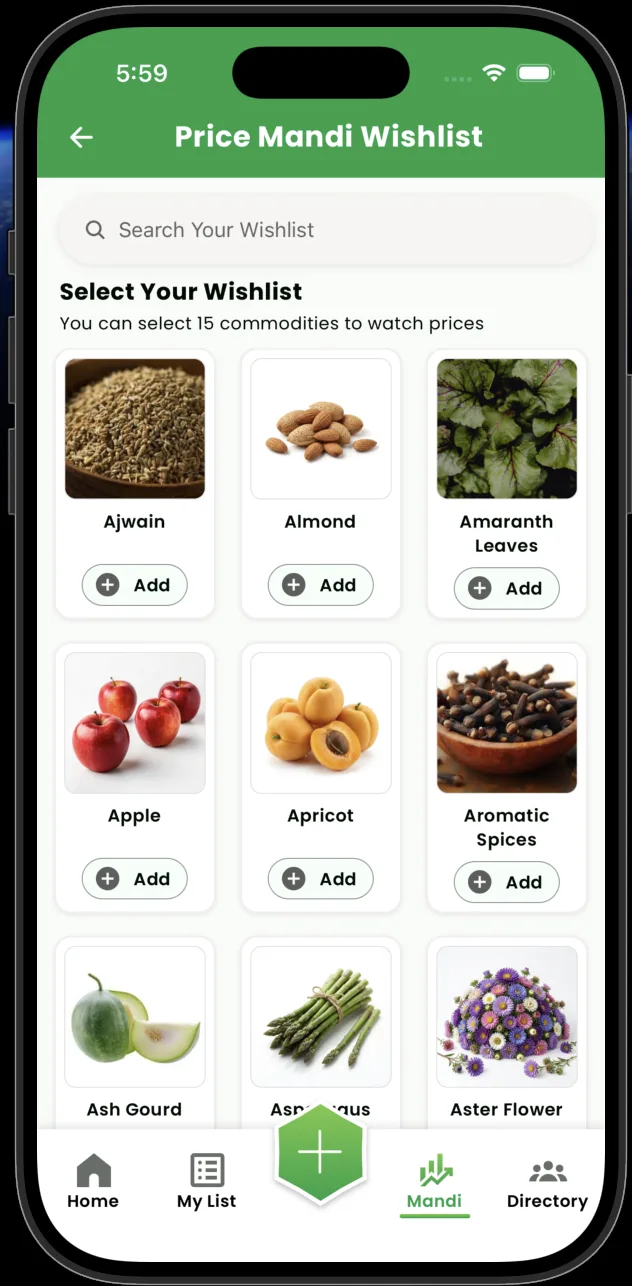 5:59
Price Mandi Wishlist
Search Your Wishlist
Select Your Wishlist
You can select 15 commodities to watch prices
Ajwain
Almond
Amaranth
Leaves
Add
Add
Add
Apple
Apricot
Aromatic
Spices
Add
Add
Add
Ash Gourd
Aster Flower
Home
My List
Mandi
Directory